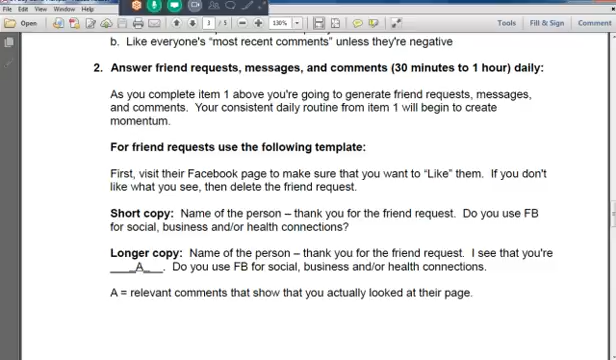 Open
3 / 5
130%
Tools
Fill & Sign
Comment
b. Like everyone's "most recent comments" unless they're negative
2. Answer friend requests, messages, and comments (30 minutes to 1 hour) daily:
As you complete item 1 above you're going to generate friend requests, messages,
and comments. Your consistent daily routine from item 1 will begin to create
momentum.
For friend requests use the following template:
First, visit their Facebook page to make sure that you want to "Like" them. If you don't
like what you see, then delete the friend request.
Short copy: Name of the person – thank you for the friend request. Do you use FB
for social, business and/or health connections?
Longer copy: Name of the person – thank you for the friend request. I see that you're
____A____. Do you use FB for social, business and/or health connections.
A = relevant comments that show that you actually looked at their page.